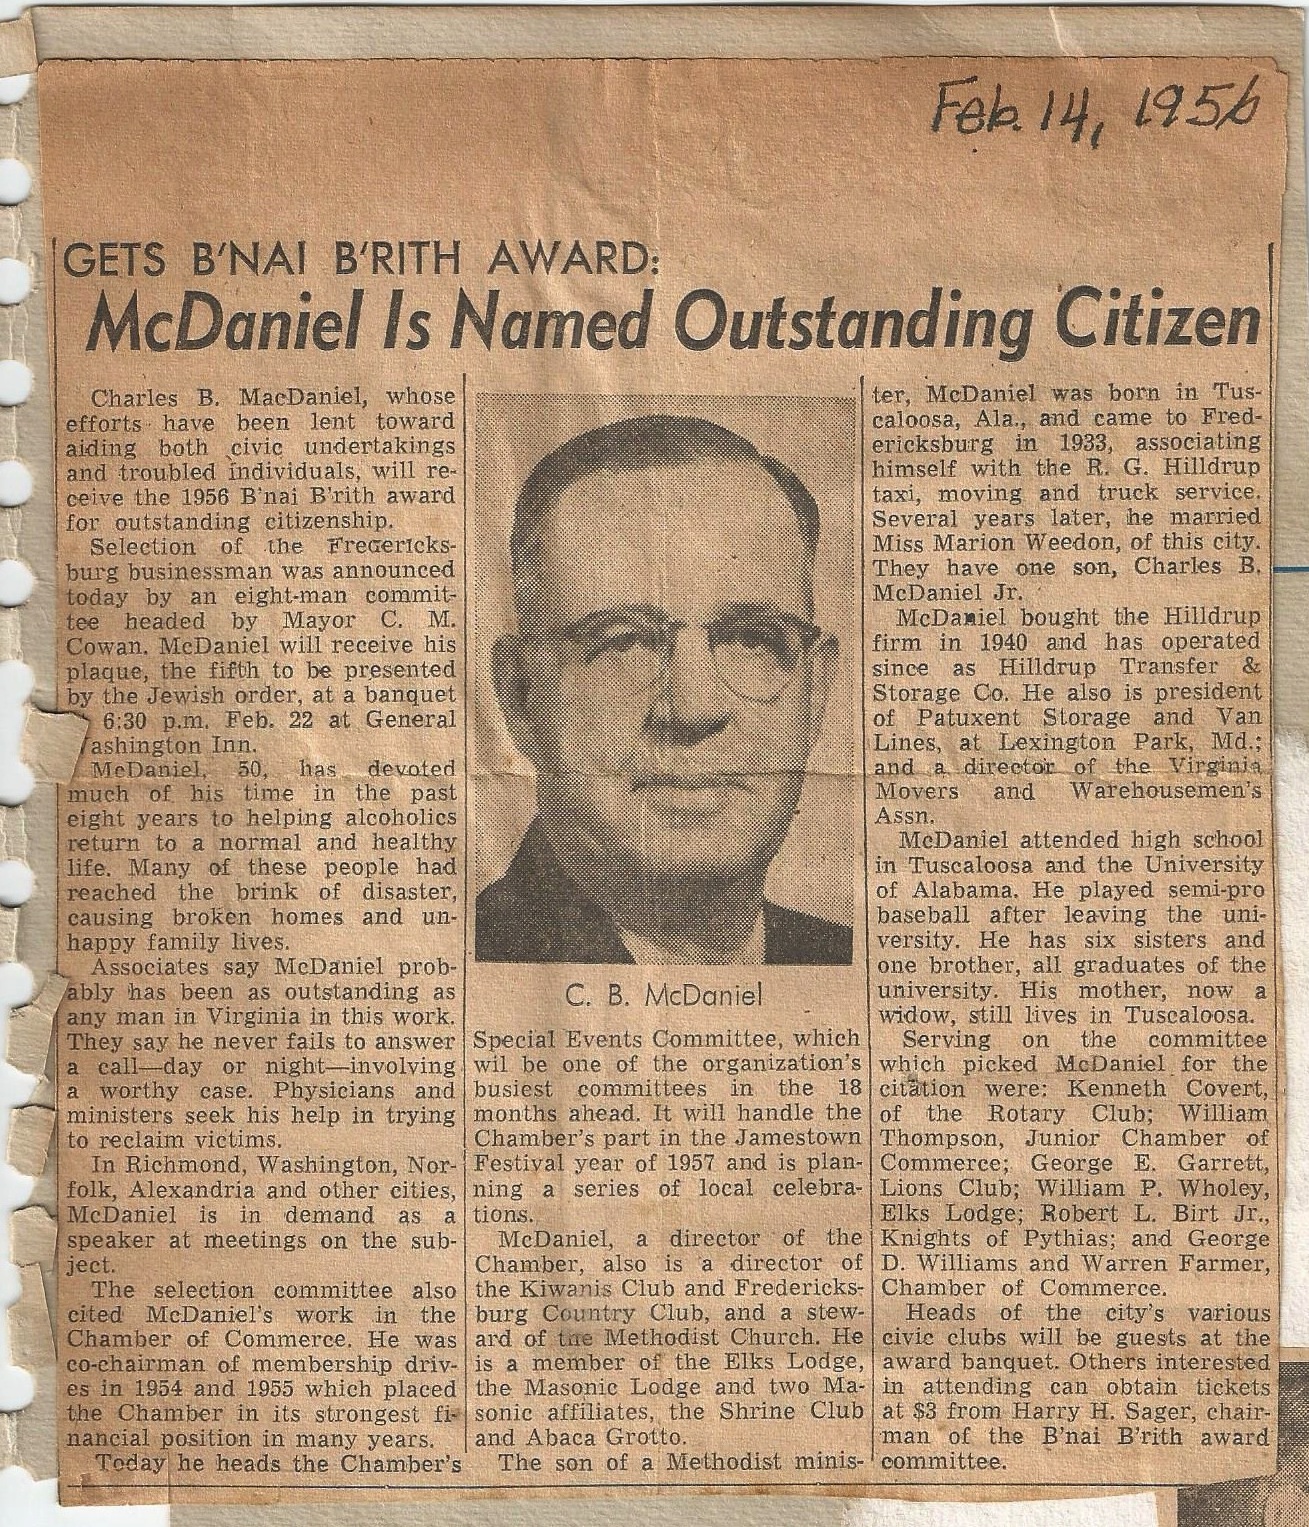 Feb. 14, 1956
GETS B'NAI B'RITH AWARD:
McDaniel Is Named Outstanding Citizen
Charles B. MacDaniel, whose
efforts have been lent toward
aiding both civic undertakings
and troubled individuals, will re-
ceive the 1956 B'nai B'rith award
for outstanding citizenship.
Selection of the Fredericks-
burg businessman was announced
today by an eight-man commit-
tee headed by Mayor C. M.
Cowan. McDaniel will receive his
plaque, the fifth to be presented
by the Jewish order, at a banquet
6:30 p.m. Feb. 22 at General
ashington Inn.
McDaniel, 50, has devoted
much of his time in the past
eight years to helping alcoholics
return to a normal and healthy
life. Many of these people had
reached the brink of disaster,
causing broken homes and un-
happy family lives.
Associates say McDaniel prob-
ably has been as outstanding as
any man in Virginia in this work.
They say he never fails to answer
a call—day or night—involving
a worthy case. Physicians and
ministers seek his help in trying
to reclaim victims.
In Richmond, Washington, Nor-
folk, Alexandria and other cities,
McDaniel is in demand as a
speaker at meetings on the sub-
ject.
The selection committee also
cited McDaniel's work in the
Chamber of Commerce. He was
co-chairman of membership driv-
es in 1954 and 1955 which placed
the Chamber in its strongest fi-
nancial position in many years.
Today he heads the Chamber's
C. B. McDaniel
Special Events Committee, which
wil be one of the organization's
busiest committees in the 18
months ahead. It will handle the
Chamber's part in the Jamestown
Festival year of 1957 and is plan-
ning a series of local celebra-
tions.
McDaniel, a director of the
Chamber, also is a director of
the Kiwanis Club and Fredericks-
burg Country Club, and a stew-
ard of the Methodist Church. He
is a member of the Elks Lodge,
the Masonic Lodge and two Ma-
sonic affiliates, the Shrine Club
and Abaca Grotto.
The son of a Methodist minis-
ter, McDaniel was born in Tus-
caloosa, Ala., and came to Fred-
ericksburg in 1933, associating
himself with the R. G. Hilldrup
taxi, moving and truck service.
Several years later, he married
Miss Marion Weedon, of this city.
They have one son, Charles B.
McDaniel Jr.
McDaniel bought the Hilldrup
firm in 1940 and has operated
since as Hilldrup Transfer &
Storage Co. He also is president
of Patuxent Storage and Van
Lines, at Lexington Park, Md.;
and a director of the Virginia
Movers and Warehousemen's
Assn.
McDaniel attended high school
in Tuscaloosa and the University
of Alabama. He played semi-pro
baseball after leaving the uni-
versity. He has six sisters and
one brother, all graduates of the
university. His mother, now a
widow, still lives in Tuscaloosa.
Serving on the committee
which picked McDaniel for the
citation were: Kenneth Covert,
of the Rotary Club; William
Thompson, Junior Chamber of
Commerce; George E. Garrett,
Lions Club; William P. Wholey,
Elks Lodge; Robert L. Birt Jr.,
Knights of Pythias; and George
D. Williams and Warren Farmer,
Chamber of Commerce.
Heads of the city's various
civic clubs will be guests at the
award banquet. Others interested
in attending can obtain tickets
at $3 from Harry H. Sager, chair-
man of the B'nai B'rith award
committee.